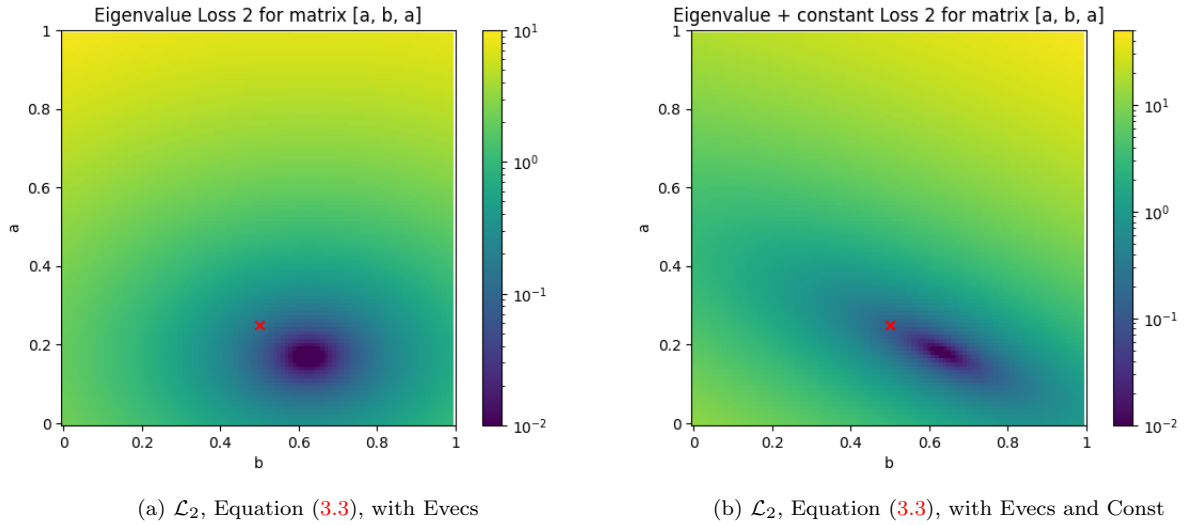 Eigenvalue Loss 2 for matrix [a, b, a]
1
0.8
0.6
0.4
0.2
0
a
0 0.2 0.4 0.6 0.8 1
b
10^1
10^0
10^-1
10^-2
(a) ℒ₂, Equation (3.3), with Evecs
Eigenvalue + constant Loss 2 for matrix [a, b, a]
1
0.8
0.6
0.4
0.2
0
a
0 0.2 0.4 0.6 0.8 1
b
10^1
10^0
10^-1
10^-2
(b) ℒ₂, Equation (3.3), with Evecs and Const